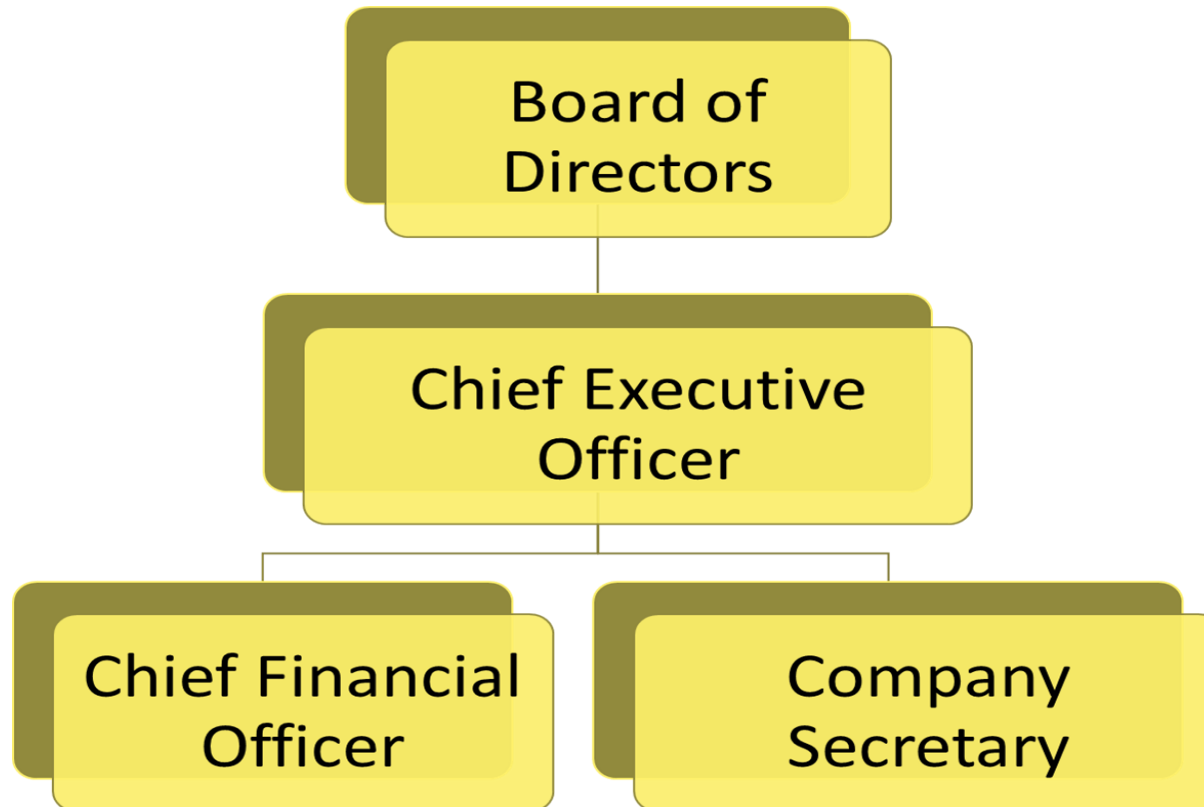 Board of
Directors
Chief Executive
Officer
Chief Financial
Officer
Company
Secretary